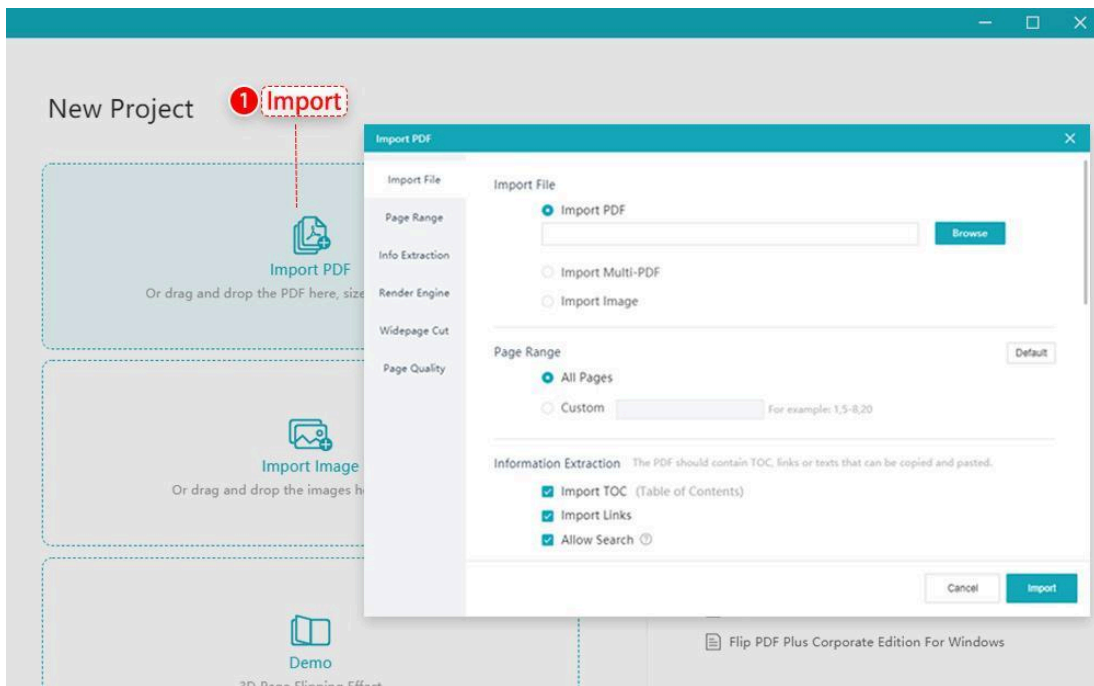 New Project
1 Import
Import PDF
Or drag and drop the PDF here, size
Import Image
Or drag and drop the images h
Demo
3D Page Flipping Effect
Import PDF
Import File
Page Range
Info Extraction
Render Engine
Widepage Cut
Page Quality
Import File
Import PDF
Browse
Import Multi-PDF
Import Image
Page Range
Default
All Pages
Custom For example: 1,5-8,20
Information Extraction The PDF should contain TOC, links or texts that can be copied and pasted.
Import TOC (Table of Contents)
Import Links
Allow Search ?
Cancel Import
Flip PDF Plus Corporate Edition For Windows